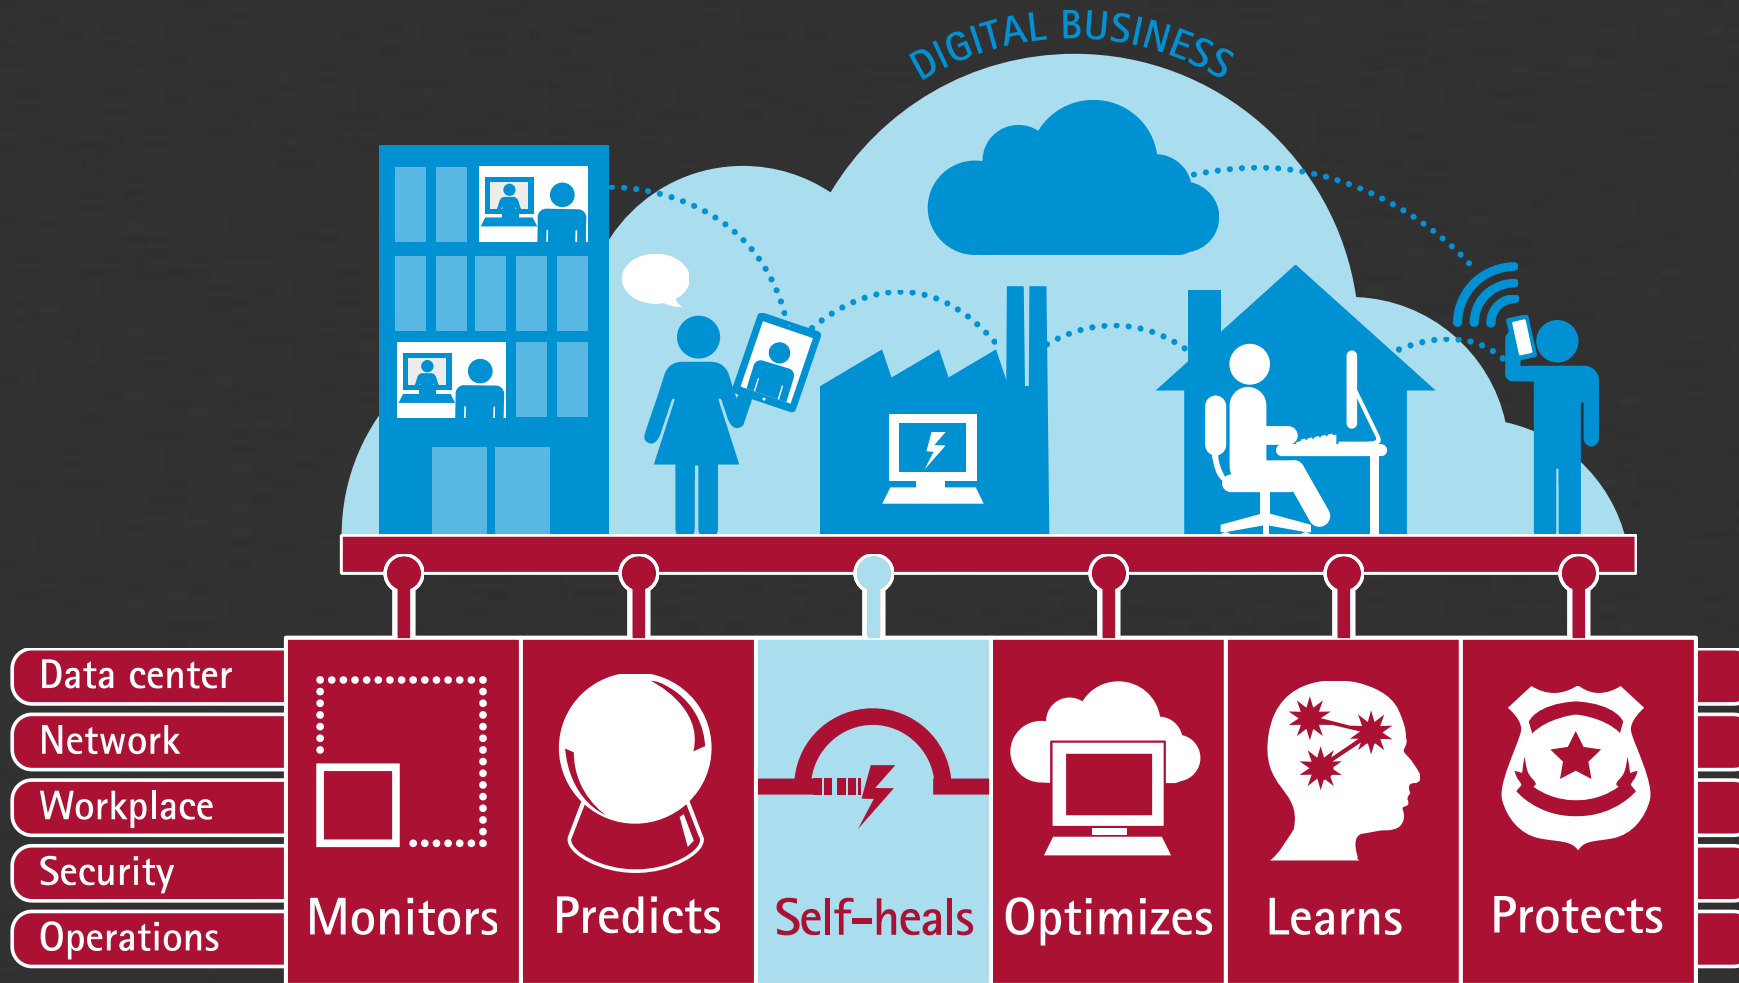 DIGITAL BUSINESS
Data center
Network
Workplace
Security
Operations
Monitors
Predicts
Self-heals
Optimizes
Learns
Protects